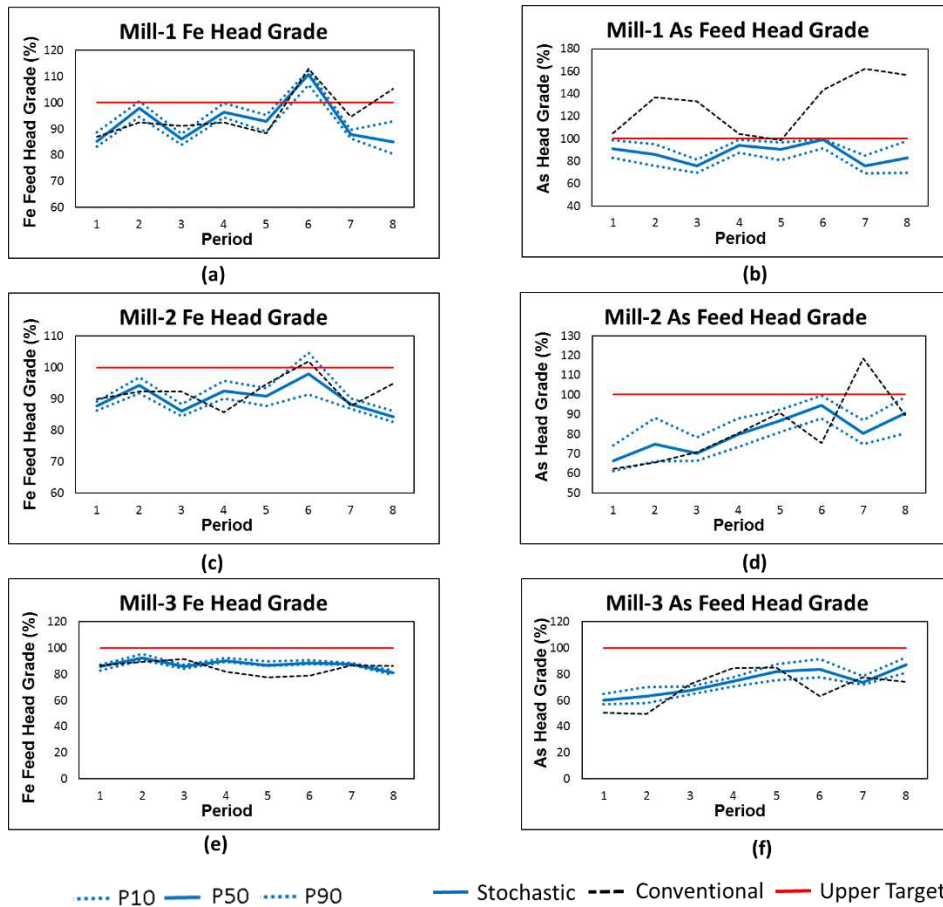 Mill-1 Fe Head Grade
Fe Feed Head Grade (%)
120
110
100
90
80
70
60
1 2 3 4 5 6 7 8
Period
(a)
Mill-1 As Feed Head Grade
As Head Grade (%)
180
160
140
120
100
80
60
40
1 2 3 4 5 6 7 8
Period
(b)
Mill-2 Fe Head Grade
Fe Feed Head Grade (%)
110
100
90
80
70
60
1 2 3 4 5 6 7 8
Period
(c)
Mill-2 As Feed Head Grade
As Head Grade (%)
130
120
110
100
90
80
70
60
50
1 2 3 4 5 6 7 8
Period
(d)
Mill-3 Fe Head Grade
Fe Feed Head Grade (%)
120
100
80
60
40
20
0
1 2 3 4 5 6 7 8
Period
(e)
Mill-3 As Feed Head Grade
As Head Grade (%)
120
100
80
60
40
20
0
1 2 3 4 5 6 7 8
Period
(f)
P10 P50 P90 Stochastic Conventional Upper Target